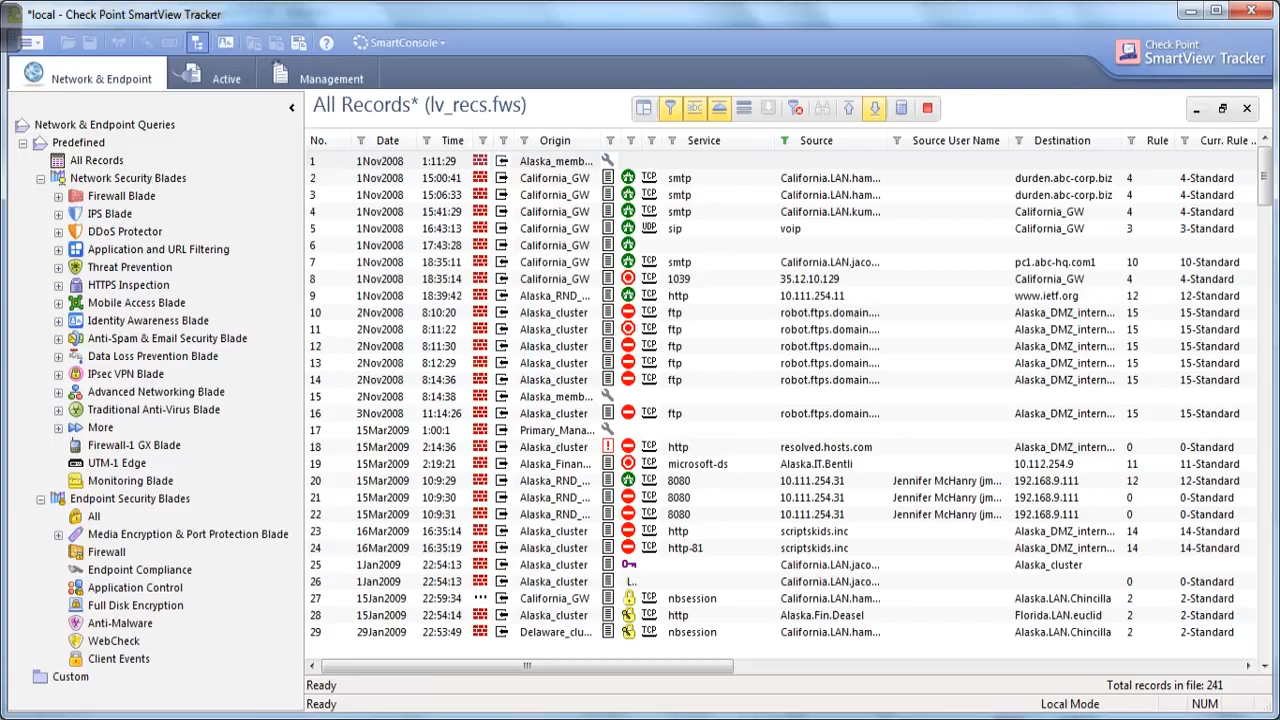 *local - Check Point SmartView Tracker
SmartConsole
Check Point
SmartView Tracker
Network & Endpoint
Active
Management
All Records* (lv_recs.fws)
Network & Endpoint Queries
Predefined
All Records
Network Security Blades
Firewall Blade
IPS Blade
DDoS Protector
Application and URL Filtering
Threat Prevention
HTTPS Inspection
Mobile Access Blade
Identity Awareness Blade
Anti-Spam & Email Security Blade
Data Loss Prevention Blade
IPsec VPN Blade
Advanced Networking Blade
Traditional Anti-Virus Blade
More
Firewall-1 GX Blade
UTM-1 Edge
Monitoring Blade
Endpoint Security Blades
All
Media Encryption & Port Protection Blade
Firewall
Endpoint Compliance
Application Control
Full Disk Encryption
Anti-Malware
WebCheck
Client Events
Custom
No. Date Time Origin Service Source Source User Name Destination Rule Curr. Rule ..
1 1Nov2008 1:11:29 Alaska_memb...
2 1Nov2008 15:00:41 California_GW TCP smtp California.LAN.ham... durden.abc-corp.biz 4 4-Standard
3 1Nov2008 15:06:33 California_GW TCP smtp California.LAN.ham... durden.abc-corp.biz 4 4-Standard
4 1Nov2008 15:41:29 California_GW TCP smtp California.LAN.kum... California_GW 4 4-Standard
5 1Nov2008 16:43:13 California_GW UDP sip voip 3 3-Standard
6 1Nov2008 17:43:28 California_GW
7 1Nov2008 18:35:11 California_GW TCP smtp California.LAN.jaco... pc1.abc-hq.com1 10 10-Standard
8 1Nov2008 18:35:14 California_GW TCP 1039 35.12.10.129 California_GW 4 4-Standard
9 1Nov2008 18:39:42 Alaska_RND_... TCP http 10.111.254.11 www.ietf.org 12 12-Standard
10 2Nov2008 8:10:20 Alaska_cluster TCP ftp robot.ftps.domain.... Alaska_DMZ_intern... 15 15-Standard
11 2Nov2008 8:11:22 Alaska_cluster TCP ftp robot.ftps.domain.... Alaska_DMZ_intern... 15 15-Standard
12 2Nov2008 8:11:30 Alaska_cluster TCP ftp robot.ftps.domain.... Alaska_DMZ_intern... 15 15-Standard
13 2Nov2008 8:12:29 Alaska_cluster TCP ftp robot.ftps.domain.... Alaska_DMZ_intern... 15 15-Standard
14 2Nov2008 8:14:36 Alaska_cluster TCP ftp robot.ftps.domain.... Alaska_DMZ_intern... 15 15-Standard
15 2Nov2008 8:14:38 Alaska_memb...
16 3Nov2008 11:14:26 Alaska_cluster TCP ftp robot.ftps.domain.... Alaska_DMZ_intern... 15 15-Standard
17 15Mar2009 1:00:1 Primary_Mana...
18 15Mar2009 2:14:36 Alaska_cluster TCP http resolved.hosts.com Alaska_DMZ_intern... 0 0-Standard
19 15Mar2009 2:19:21 Alaska_Finan... TCP microsoft-ds Alaska.IT.Bentli 10.112.254.9 11 11-Standard
20 15Mar2009 10:9:29 Alaska_RND_... TCP 8080 10.111.254.31 Jennifer McHanry (jm... 192.168.9.111 12 12-Standard
21 15Mar2009 10:9:30 Alaska_RND_... TCP 8080 10.111.254.31 Jennifer McHanry (jm... 192.168.9.111 0 0-Standard
22 15Mar2009 10:9:31 Alaska_RND_... TCP 8080 10.111.254.31 Jennifer McHanry (jm... 192.168.9.111 0 0-Standard
23 16Mar2009 16:35:14 Alaska_cluster TCP http scriptskids.inc Alaska_DMZ_intern... 14 14-Standard
24 16Mar2009 16:35:19 Alaska_cluster TCP http-81 scriptskids.inc Alaska_DMZ_intern... 14 14-Standard
25 1Jan2009 22:54:13 Alaska_cluster California.LAN.jaco... Alaska_cluster
26 1Jan2009 22:54:13 Alaska_cluster L.. California.LAN.jaco... 0 0-Standard
27 15Jan2009 22:59:34 California_GW TCP nbsession California.LAN.ham... Alaska.LAN.Chincilla 2 2-Standard
28 15Jan2009 22:54:13 Alaska_cluster TCP http Alaska.Fin.Deasel Florida.LAN.euclid 2 2-Standard
29 29Jan2009 22:53:49 Delaware_clu... TCP nbsession California.LAN.ham... Alaska.LAN.Chincilla 2 2-Standard
Ready
Total records in file: 241
Ready
Local Mode
NUM